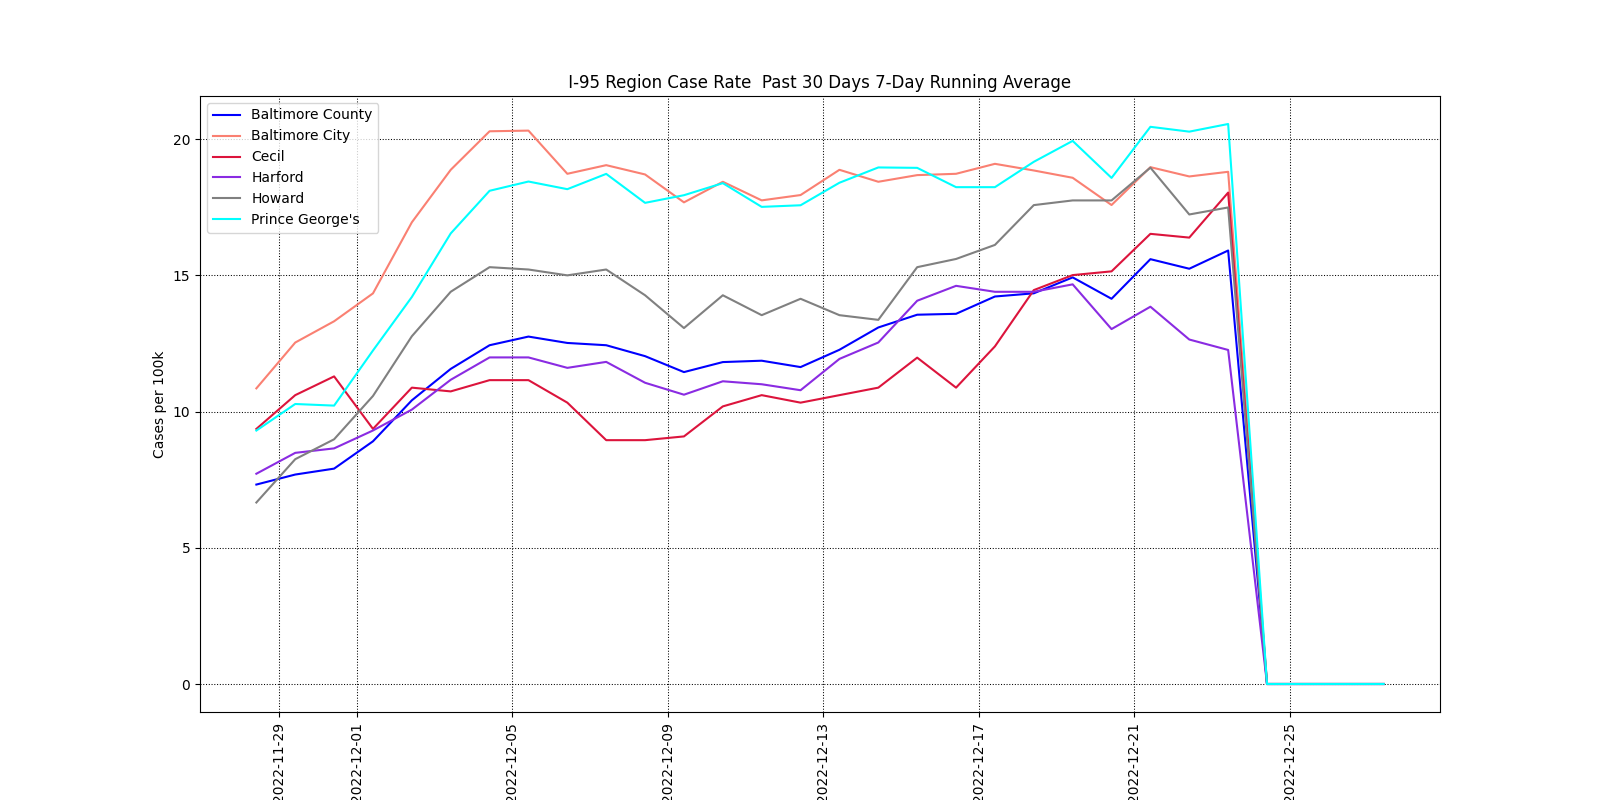 I-95 Region Case Rate  Past 30 Days 7-Day Running Average
Baltimore County
Baltimore City
Cecil
Harford
Howard
Prince George's
Cases per 100k
20
15
10
5
0
2022-11-29
2022-12-01
2022-12-05
2022-12-09
2022-12-13
2022-12-17
2022-12-21
2022-12-25